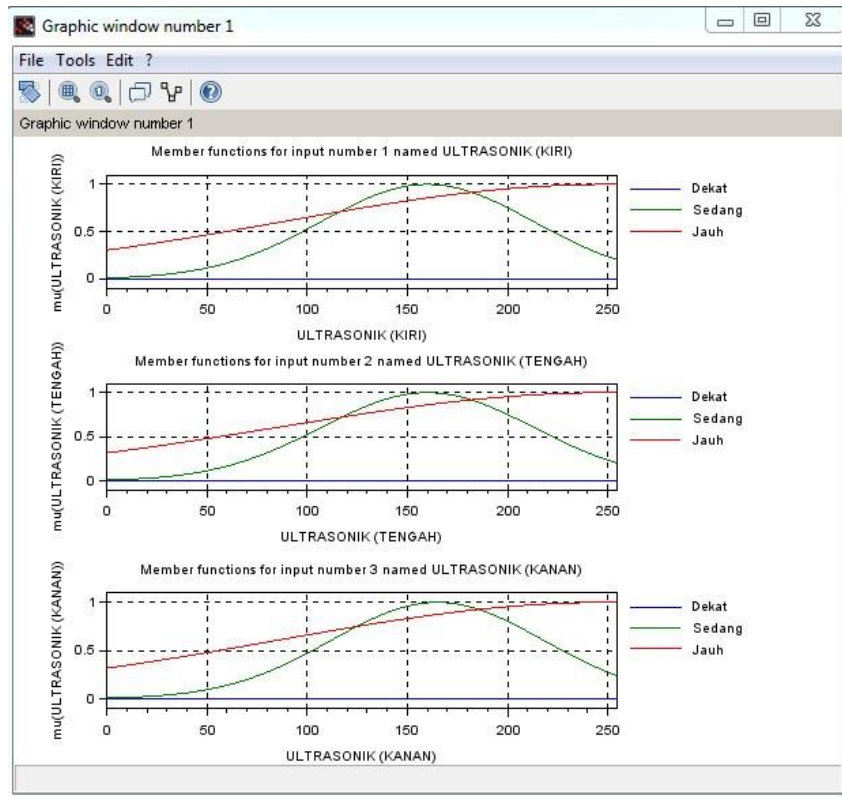 Graphic window number 1
File Tools Edit ?
Graphic window number 1
Member functions for input number 1 named ULTRASONIK (KIRI)
mu(ULTRASONIK (KIRI))
1
0.5
0
0 50 100 150 200 250
ULTRASONIK (KIRI)
Dekat
Sedang
Jauh
Member functions for input number 2 named ULTRASONIK (TENGAH)
mu(ULTRASONIK (TENGAH))
1
0.5
0
0 50 100 150 200 250
ULTRASONIK (TENGAH)
Dekat
Sedang
Jauh
Member functions for input number 3 named ULTRASONIK (KANAN)
mu(ULTRASONIK (KANAN))
1
0.5
0
0 50 100 150 200 250
ULTRASONIK (KANAN)
Dekat
Sedang
Jauh